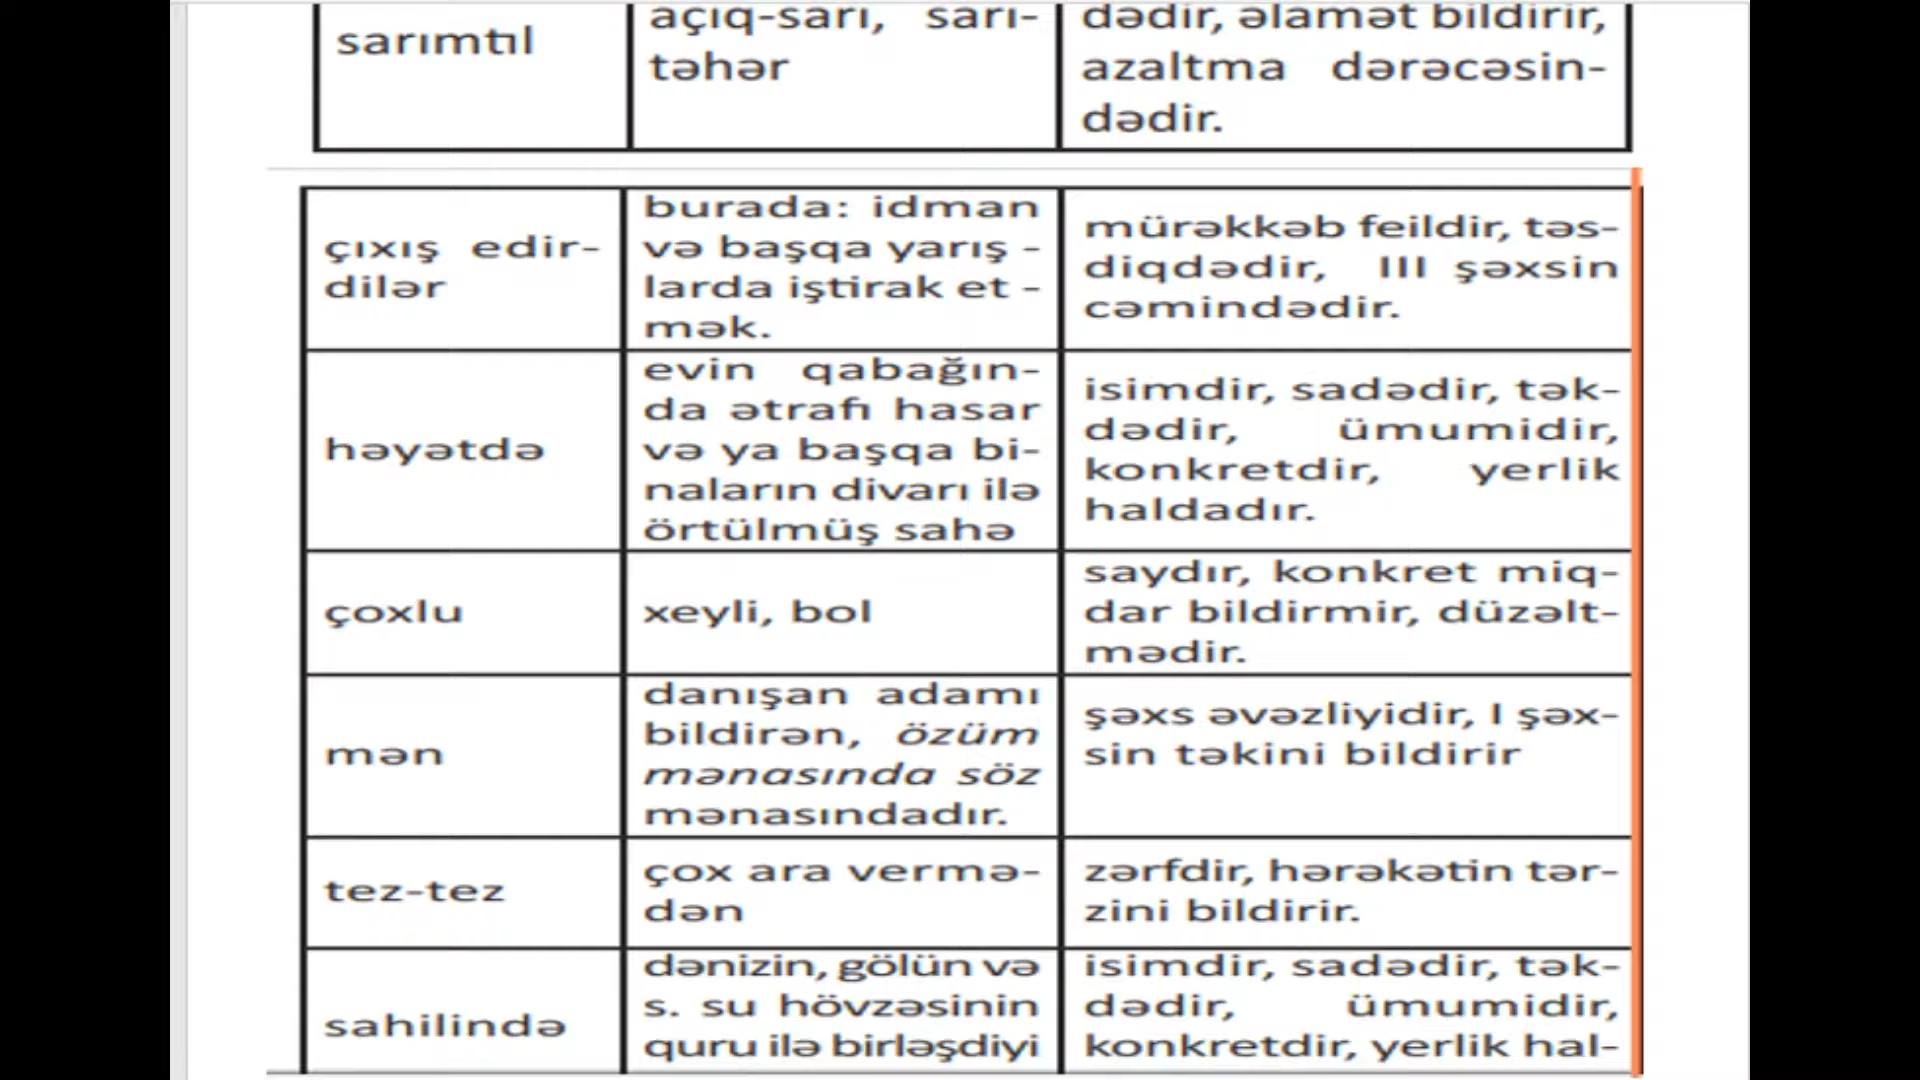 sarımtıl
açıq-sarı, sarı-
təhər
dədir, əlamət bildirir,
azaltma dərəcəsin-
dədir.
çıxış edir-
dilər
burada: idman
və başqa yarış -
larda iştirak et -
mək.
mürəkkəb feildir, təs-
diqdədir, III şəxsin
cəmindədir.
həyətdə
evin qabağın-
da ətrafı hasar
və ya başqa bi-
naların divarı ilə
örtülmüş sahə
isimdir, sadədir, tək-
dədir, ümumidir,
konkretdir, yerlik
haldadır.
çoxlu
xeyli, bol
saydır, konkret miq-
dar bildirmir, düzəlt-
mədir.
mən
danışan adamı
bildirən, özüm
mənasında söz
mənasındadır.
şəxs əvəzliyidir, I şəx-
sin təkini bildirir
tez-tez
çox ara vermə-
dən
zərfdir, hərəkətin tər-
zini bildirir.
sahilində
dənizin, gölün və
s. su hövzəsinin
quru ilə birləşdiyi
isimdir, sadədir, tək-
dədir, ümumidir,
konkretdir, yerlik hal-